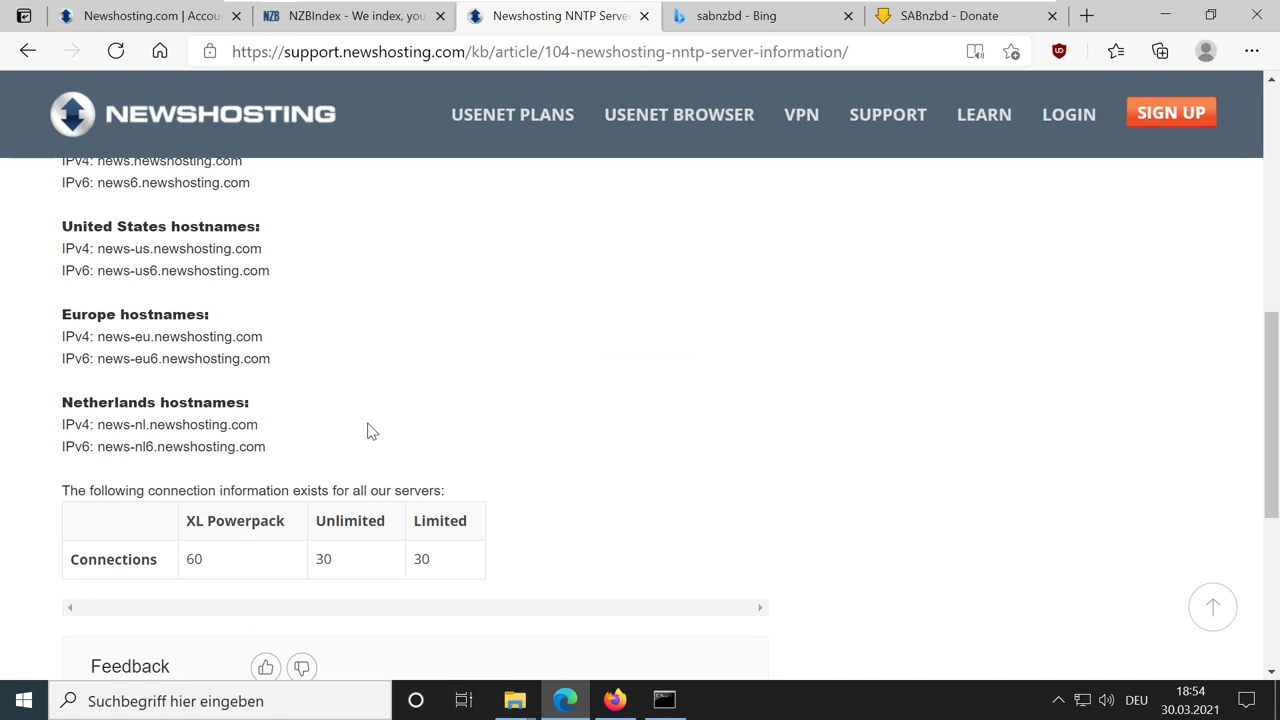 Newshosting.com | Accou
NZBIndex - We index, you
Newshosting NNTP Serve
sabnzbd - Bing
SABnzbd - Donate
https://support.newshosting.com/kb/article/104-newshosting-nntp-server-information/
NEWSHOSTING
USENET PLANS
USENET BROWSER
VPN
SUPPORT
LEARN
LOGIN
SIGN UP
IPv4: news.newshosting.com
IPv6: news6.newshosting.com
United States hostnames:
IPv4: news-us.newshosting.com
IPv6: news-us6.newshosting.com
Europe hostnames:
IPv4: news-eu.newshosting.com
IPv6: news-eu6.newshosting.com
Netherlands hostnames:
IPv4: news-nl.newshosting.com
IPv6: news-nl6.newshosting.com
The following connection information exists for all our servers:
XL Powerpack Unlimited Limited
Connections 60 30 30
Feedback
Suchbegriff hier eingeben
DEU
18:54
30.03.2021